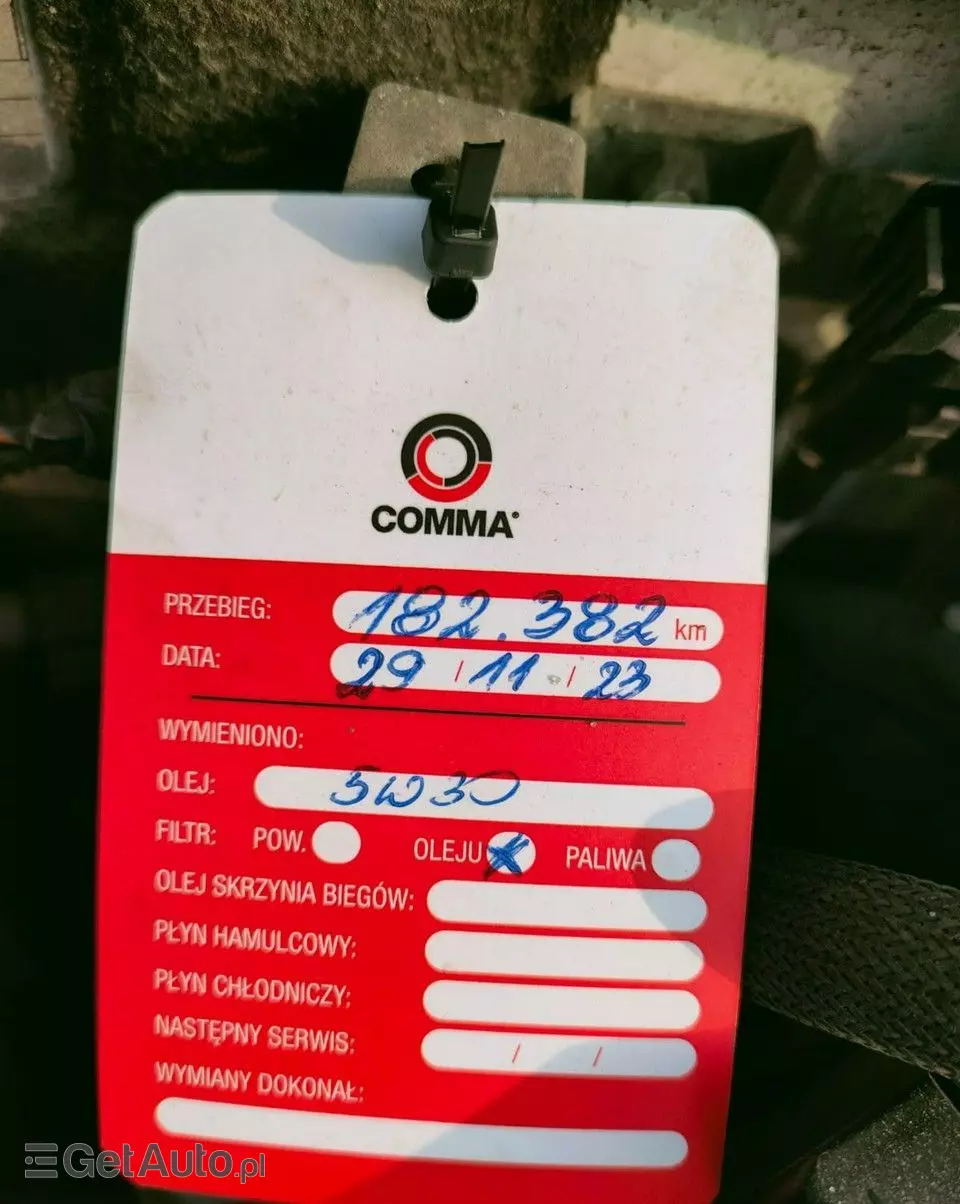 COMMA®
PRZEBIEG: 182.382 km
DATA: 29 / 11 / 23
WYMIENIONO:
OLEJ: 5W30
FILTR: POW. OLEJU X PALIWA
OLEJ SKRZYNIA BIEGÓW:
PŁYN HAMULCOWY:
PŁYN CHŁODNICZY:
NASTĘPNY SERWIS: / /
WYMIANY DOKONAŁ:
GetAuto.pl